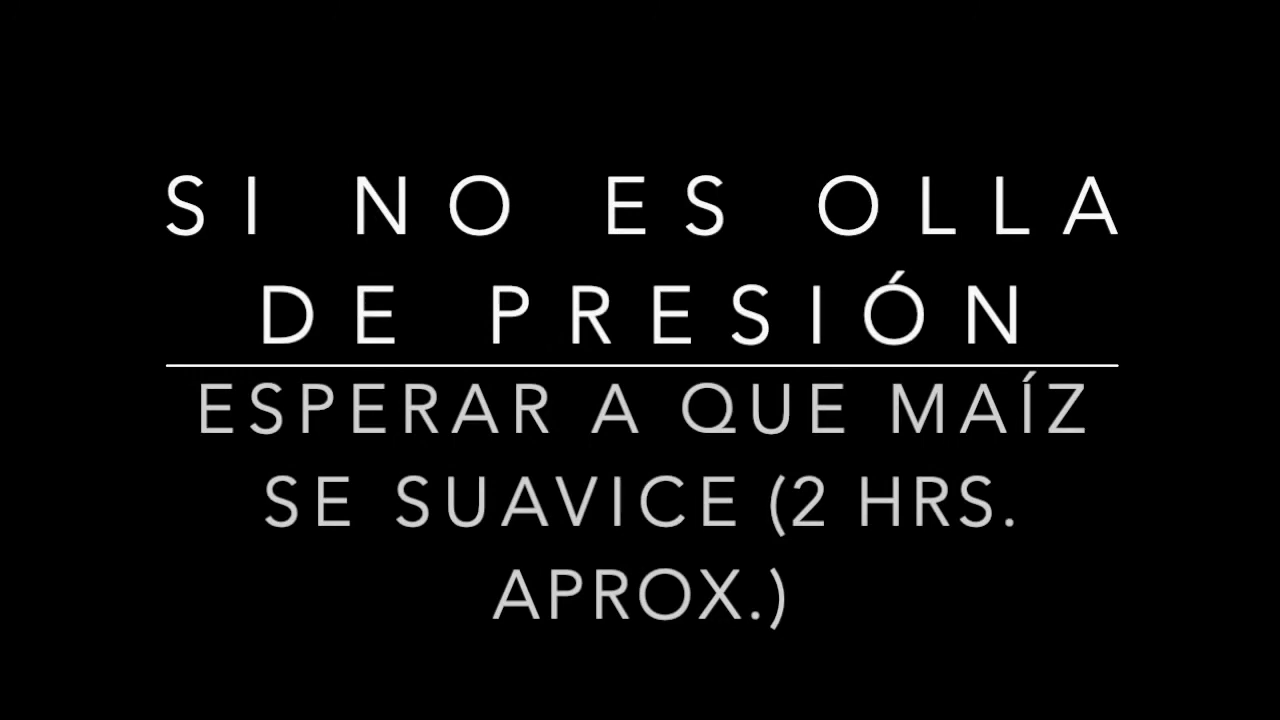 SI NO ES OLLA
DE PRESIÓN
ESPERAR A QUE MAÍZ
SE SUAVICE (2 HRS.
APROX.)